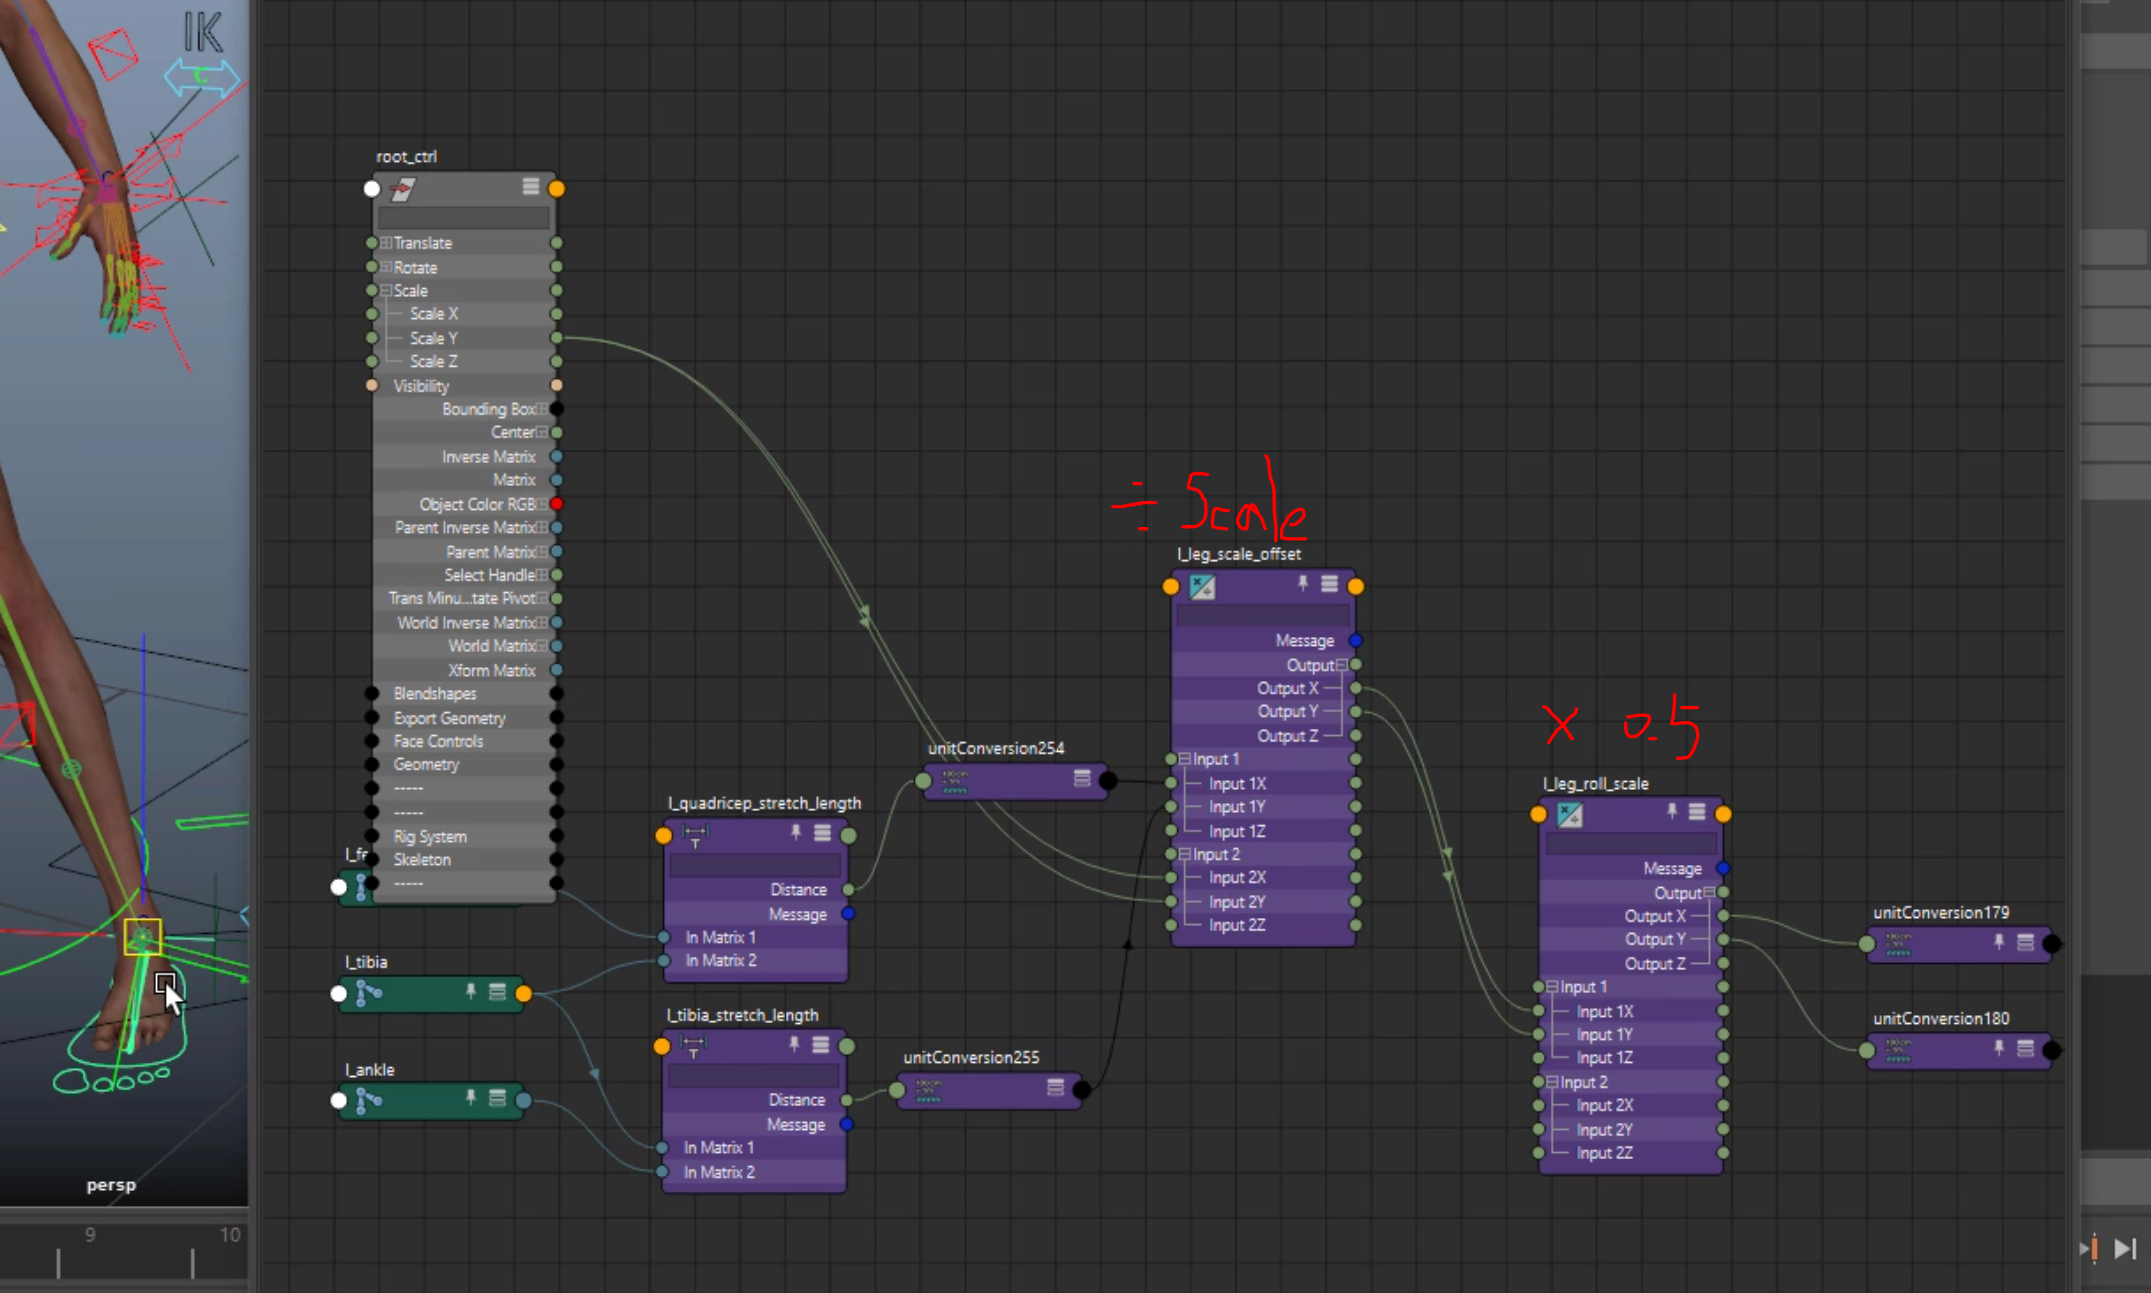 IK
root_ctrl
Translate
Rotate
Scale
Scale X
Scale Y
Scale Z
Visibility
Bounding Box
Center
Inverse Matrix
Matrix
Object Color RGB
Parent Inverse Matrix
Parent Matrix
Select Handle
Trans Minu...tate Pivot
World Inverse Matrix
World Matrix
Xform Matrix
Blendshapes
Export Geometry
Face Controls
Geometry
-----
-----
Rig System
Skeleton
-----
l_tibia
l_ankle
l_quadricep_stretch_length
Distance
Message
In Matrix 1
In Matrix 2
l_tibia_stretch_length
Distance
Message
In Matrix 1
In Matrix 2
unitConversion254
unitConversion255
÷ Scale
l_leg_scale_offset
Message
Output
Output X
Output Y
Output Z
Input 1
Input 1X
Input 1Y
Input 1Z
Input 2
Input 2X
Input 2Y
Input 2Z
x 0.5
l_leg_roll_scale
Message
Output
Output X
Output Y
Output Z
Input 1
Input 1X
Input 1Y
Input 1Z
Input 2
Input 2X
Input 2Y
Input 2Z
unitConversion179
unitConversion180
persp
9 10